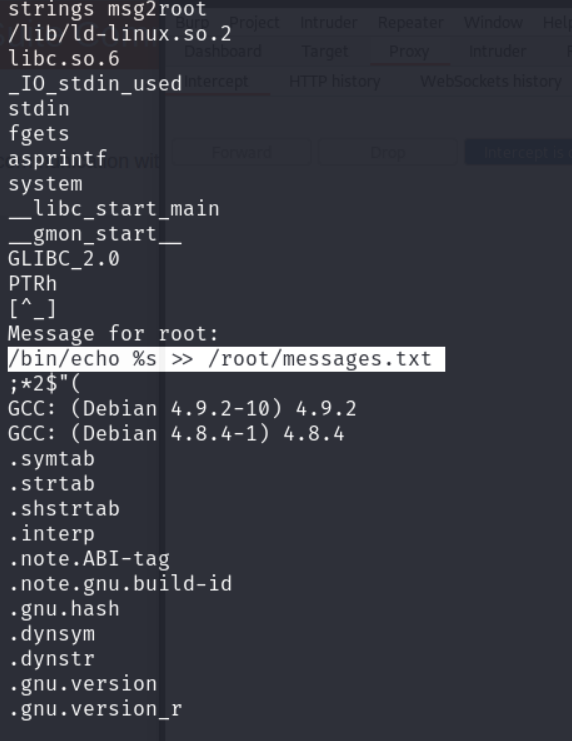 strings msg2root
/lib/ld-linux.so.2
libc.so.6
_IO_stdin_used
stdin
fgets
asprintf
system
__libc_start_main
__gmon_start__
GLIBC_2.0
PTRh
[^_]
Message for root:
/bin/echo %s >> /root/messages.txt
;*2$"(
GCC: (Debian 4.9.2-10) 4.9.2
GCC: (Debian 4.8.4-1) 4.8.4
.symtab
.strtab
.shstrtab
.interp
.note.ABI-tag
.note.gnu.build-id
.gnu.hash
.dynsym
.dynstr
.gnu.version
.gnu.version_r
Burp Project Intruder Repeater Window Help
Dashboard Target Proxy Intruder
Intercept HTTP history WebSockets history
Forward Drop Intercept is